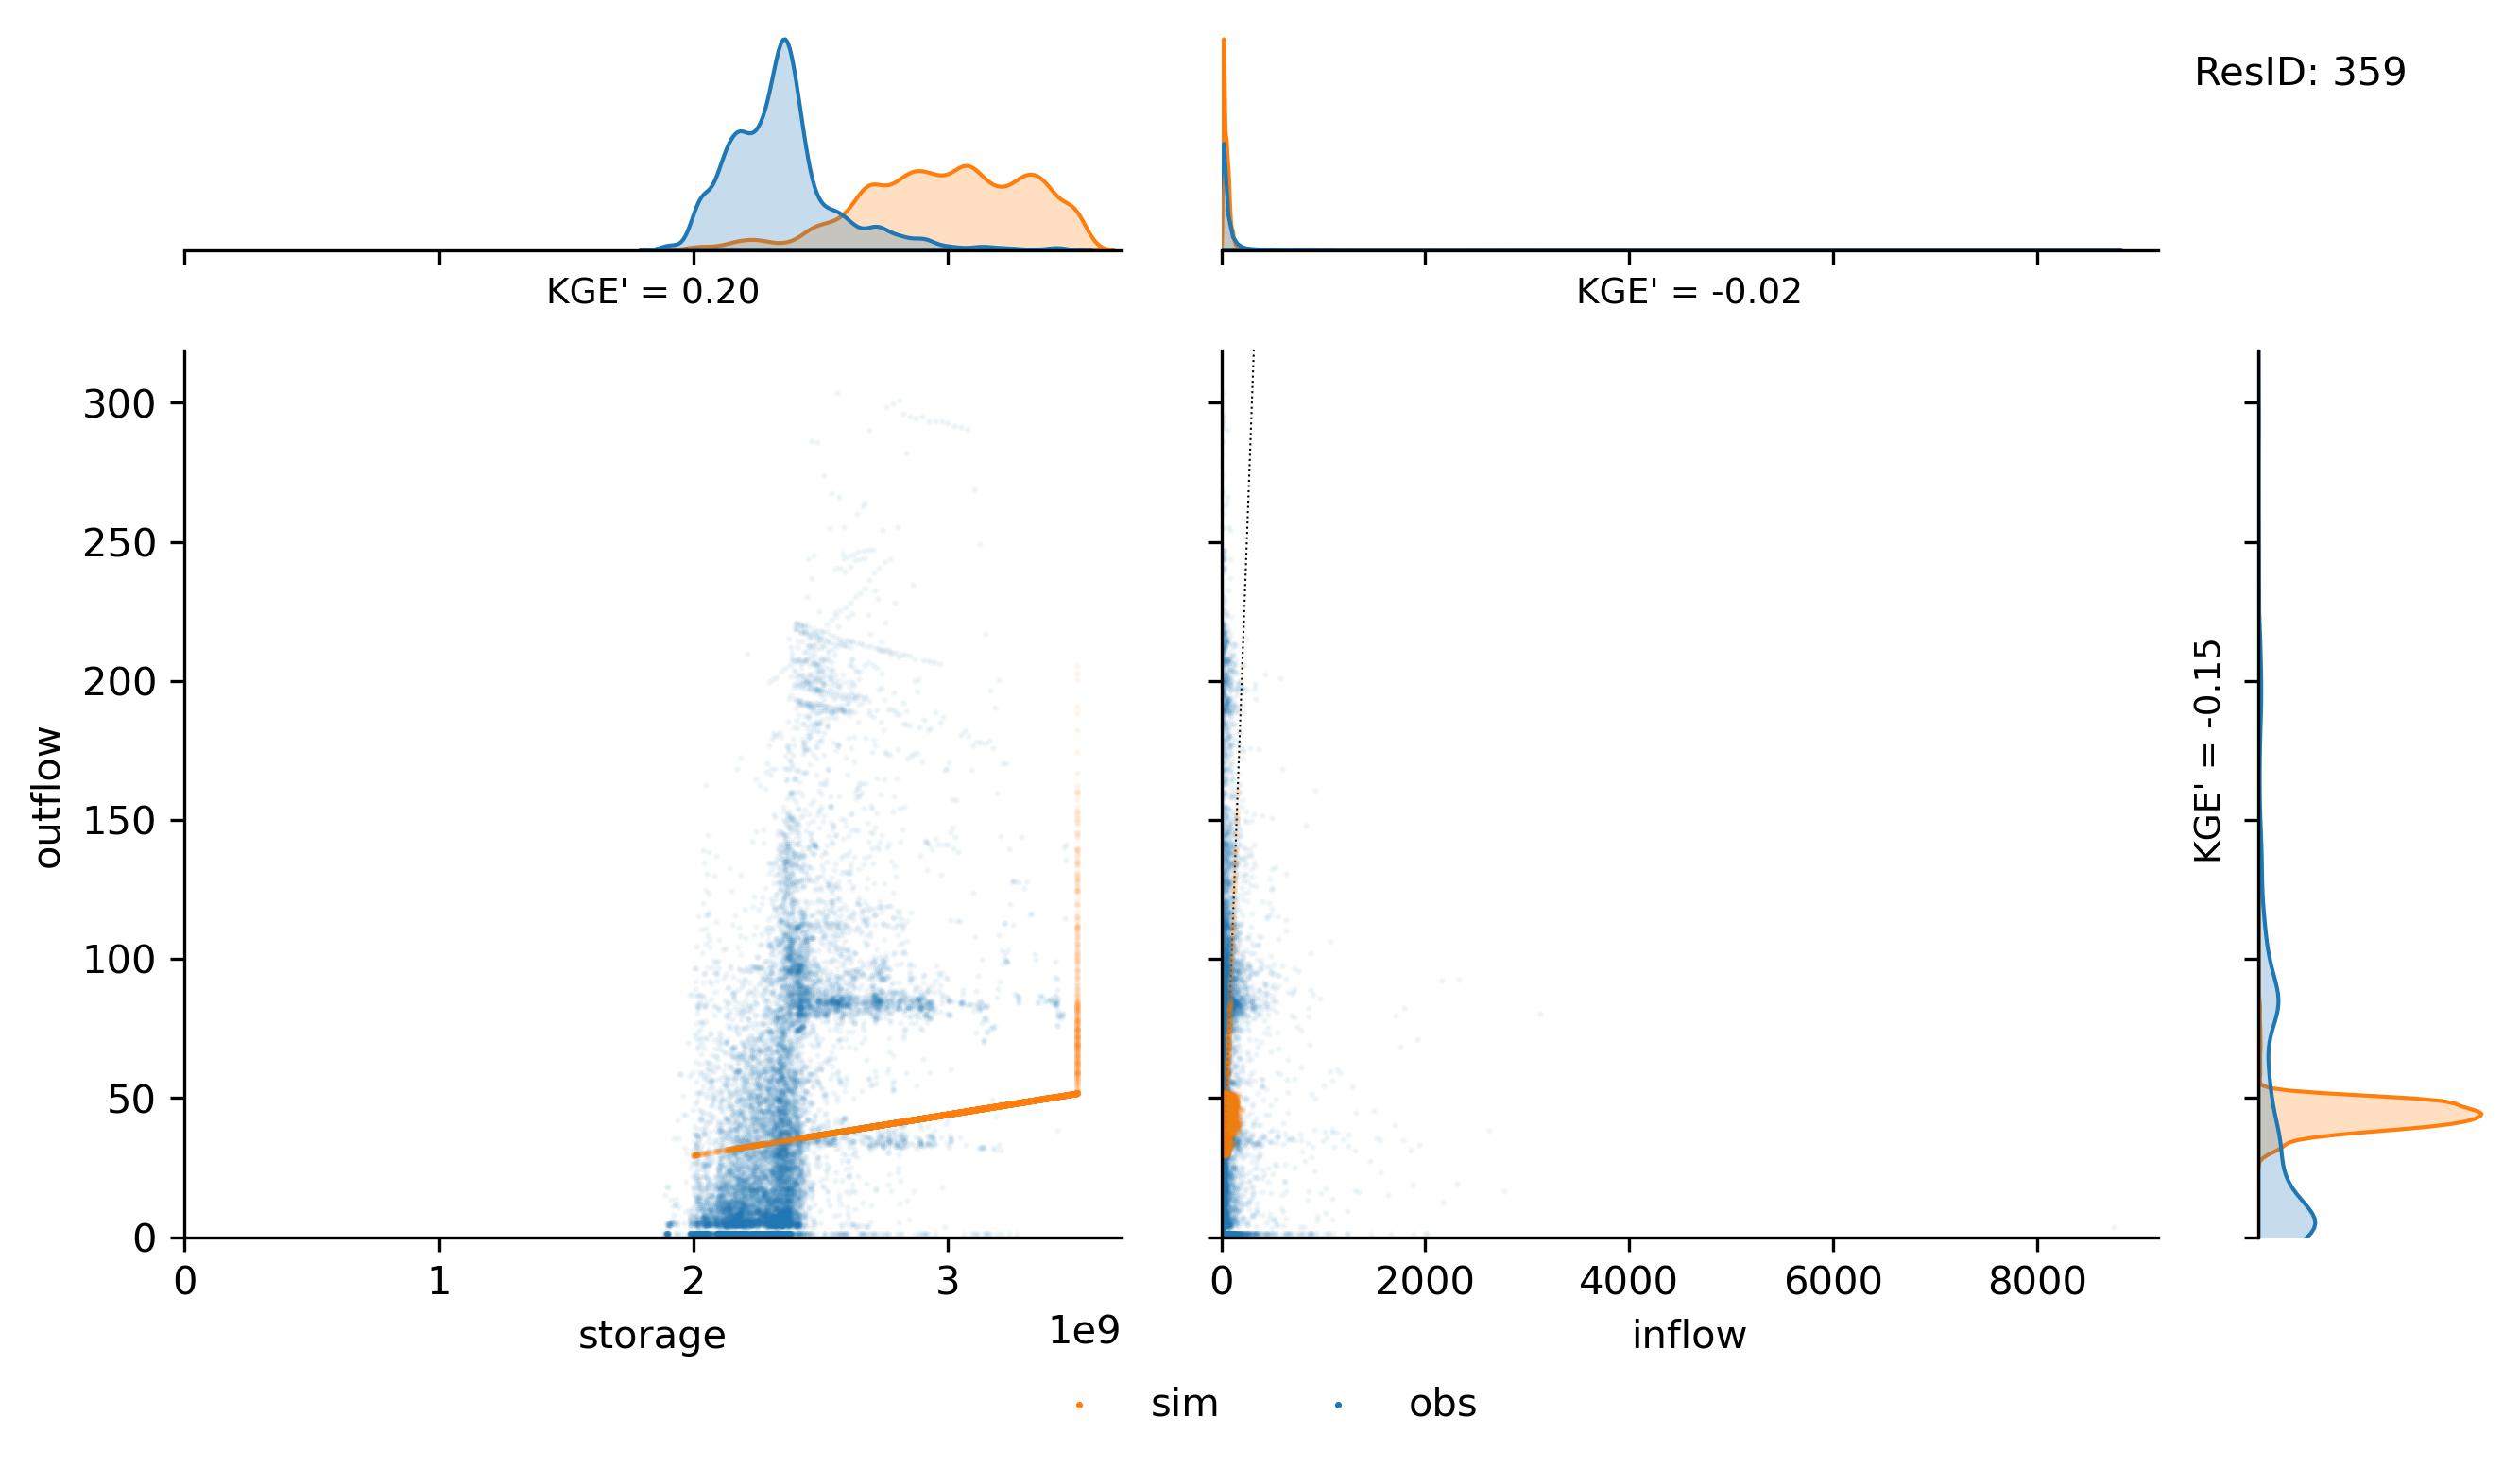 ResID: 359
KGE' = 0.20
KGE' = -0.02
300
250
200
150
100
50
0
outflow
KGE' = -0.15
0 1 2 3
0 2000 4000 6000 8000
storage
1e9
inflow
sim obs